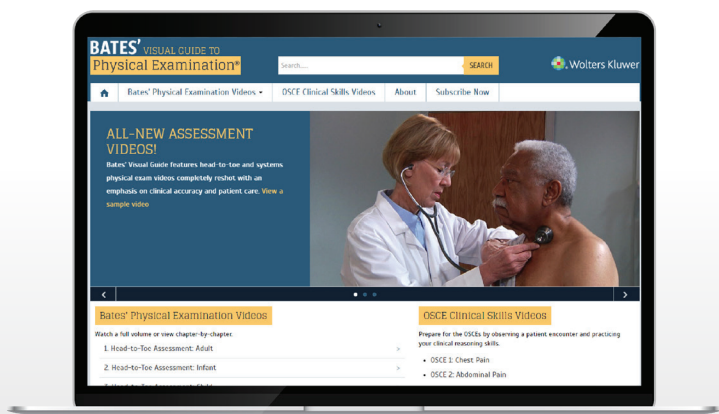 BATES' VISUAL GUIDE TO
Physical Examination®
Search....
SEARCH
Wolters Kluwer
Bates' Physical Examination Videos
OSCE Clinical Skills Videos
About
Subscribe Now
ALL-NEW ASSESSMENT
VIDEOS!
Bates' Visual Guide features head-to-toe and systems
physical exam videos completely reshot with an
emphasis on clinical accuracy and patient care. View a
sample video
Bates' Physical Examination Videos
Watch a full volume or view chapter-by-chapter.
1. Head-to-Toe Assessment: Adult
2. Head-to-Toe Assessment: Infant
OSCE Clinical Skills Videos
Prepare for the OSCEs by observing a patient encounter and practicing
your clinical reasoning skills.
• OSCE 1: Chest Pain
• OSCE 2: Abdominal Pain